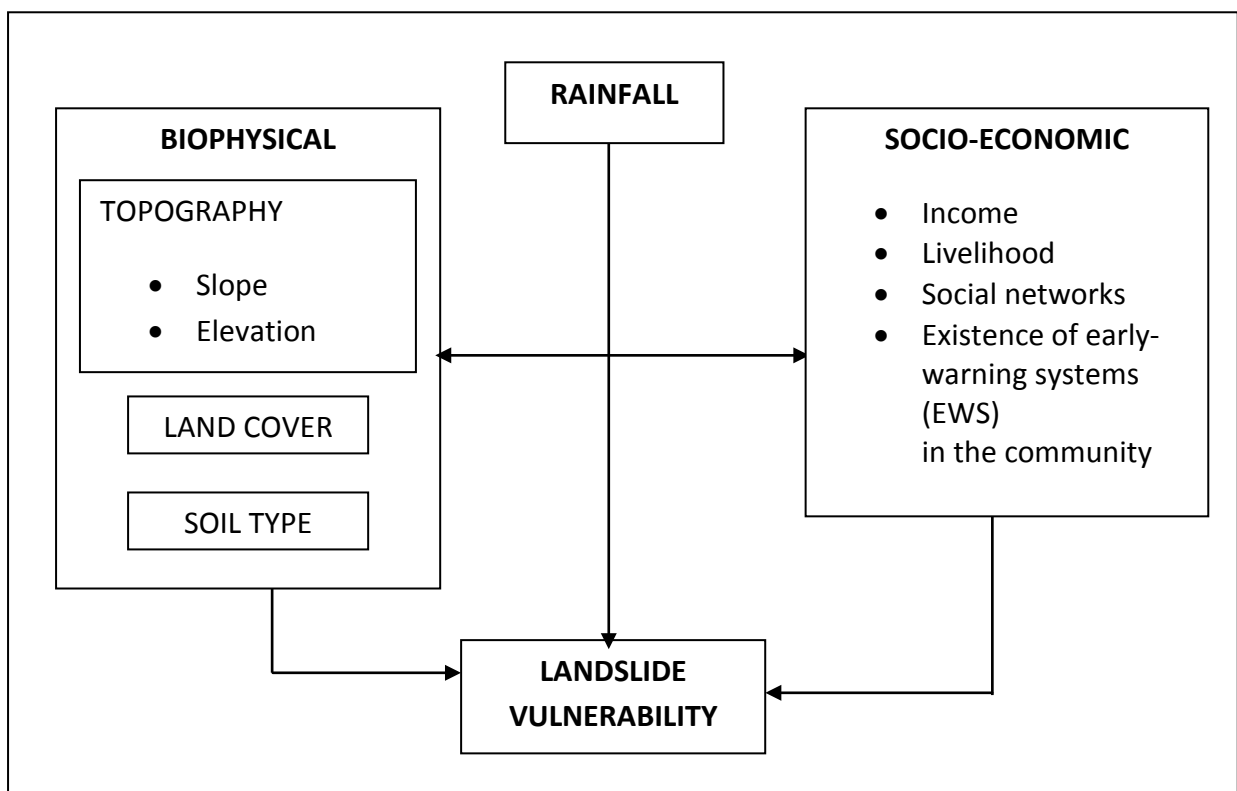 RAINFALL
BIOPHYSICAL
TOPOGRAPHY
• Slope
• Elevation
LAND COVER
SOIL TYPE
SOCIO-ECONOMIC
• Income
• Livelihood
• Social networks
• Existence of early-
warning systems
(EWS)
in the community
LANDSLIDE
VULNERABILITY